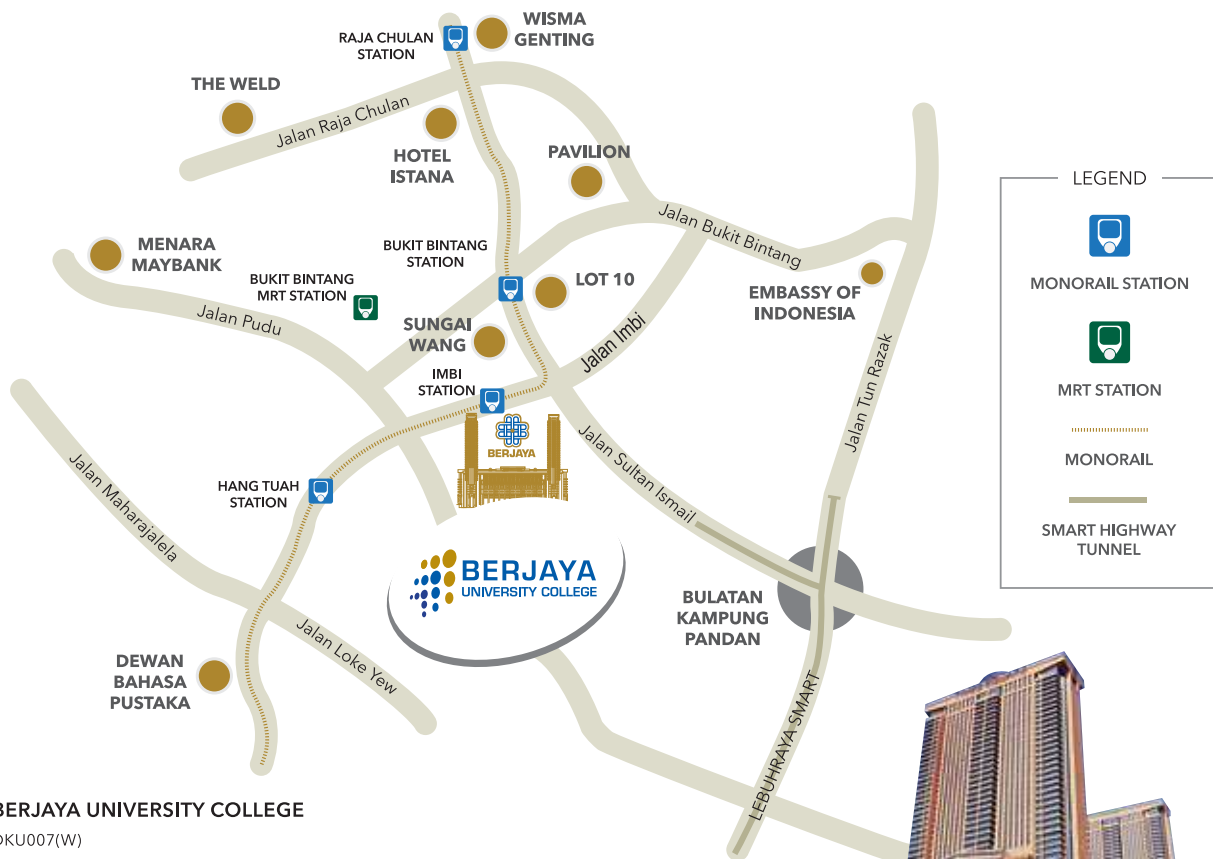 RAJA CHULAN
STATION
WISMA
GENTING
THE WELD
Jalan Raja Chulan
HOTEL
ISTANA
PAVILION
Jalan Bukit Bintang
LEGEND
MONORAIL STATION
MRT STATION
MONORAIL
SMART HIGHWAY
TUNNEL
MENARA
MAYBANK
BUKIT BINTANG
STATION
BUKIT BINTANG
MRT STATION
LOT 10
EMBASSY OF
INDONESIA
Jalan Pudu
SUNGAI
WANG
Jalan Imbi
IMBI
STATION
Jalan Tun Razak
BERJAYA
Jalan Sultan Ismail
HANG TUAH
STATION
Jalan Maharajalela
BERJAYA
UNIVERSITY COLLEGE
BULATAN
KAMPUNG
PANDAN
Jalan Loke Yew
DEWAN
BAHASA
PUSTAKA
LEBUHRAYA SMART
BERJAYA UNIVERSITY COLLEGE
DKU007(W)